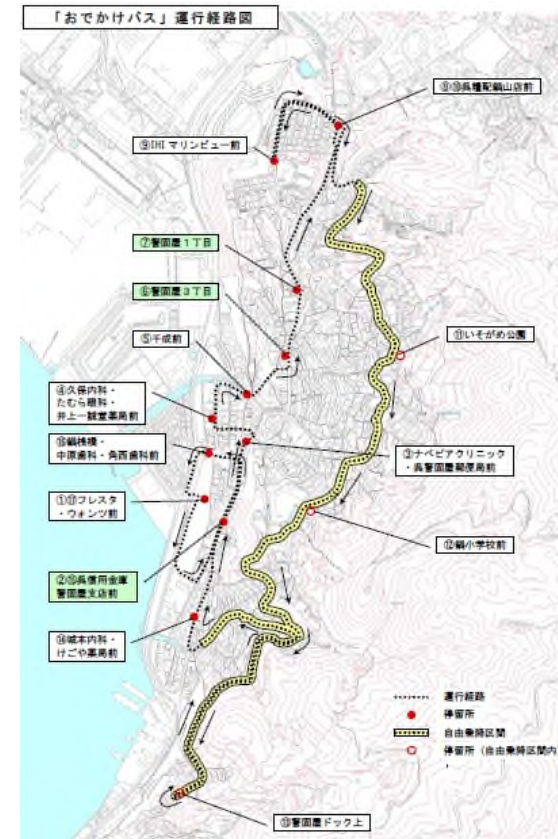 「おでかけバス」運行経路図
⑧⑩呉種配鍋山店前
⑨IHIマリンビュー前
⑦警固屋1丁目
⑥警固屋3丁目
⑤千成前
⑪いそがめ公園
④久保内科・
たむら眼科・
井上一誠堂薬局前
⑯鍋桟橋・
中原歯科・角西歯科前
③ナベピアクリニック
・呉警固屋郵便局前
①⑰フレスタ
・ウォンツ前
⑫鍋小学校前
②⑮呉信用金庫
警固屋支店前
⑭城本内科・
けごや薬局前
運行経路
停留所
自由乗降区間
停留所（自由乗降区間内
⑬警固屋ドック上